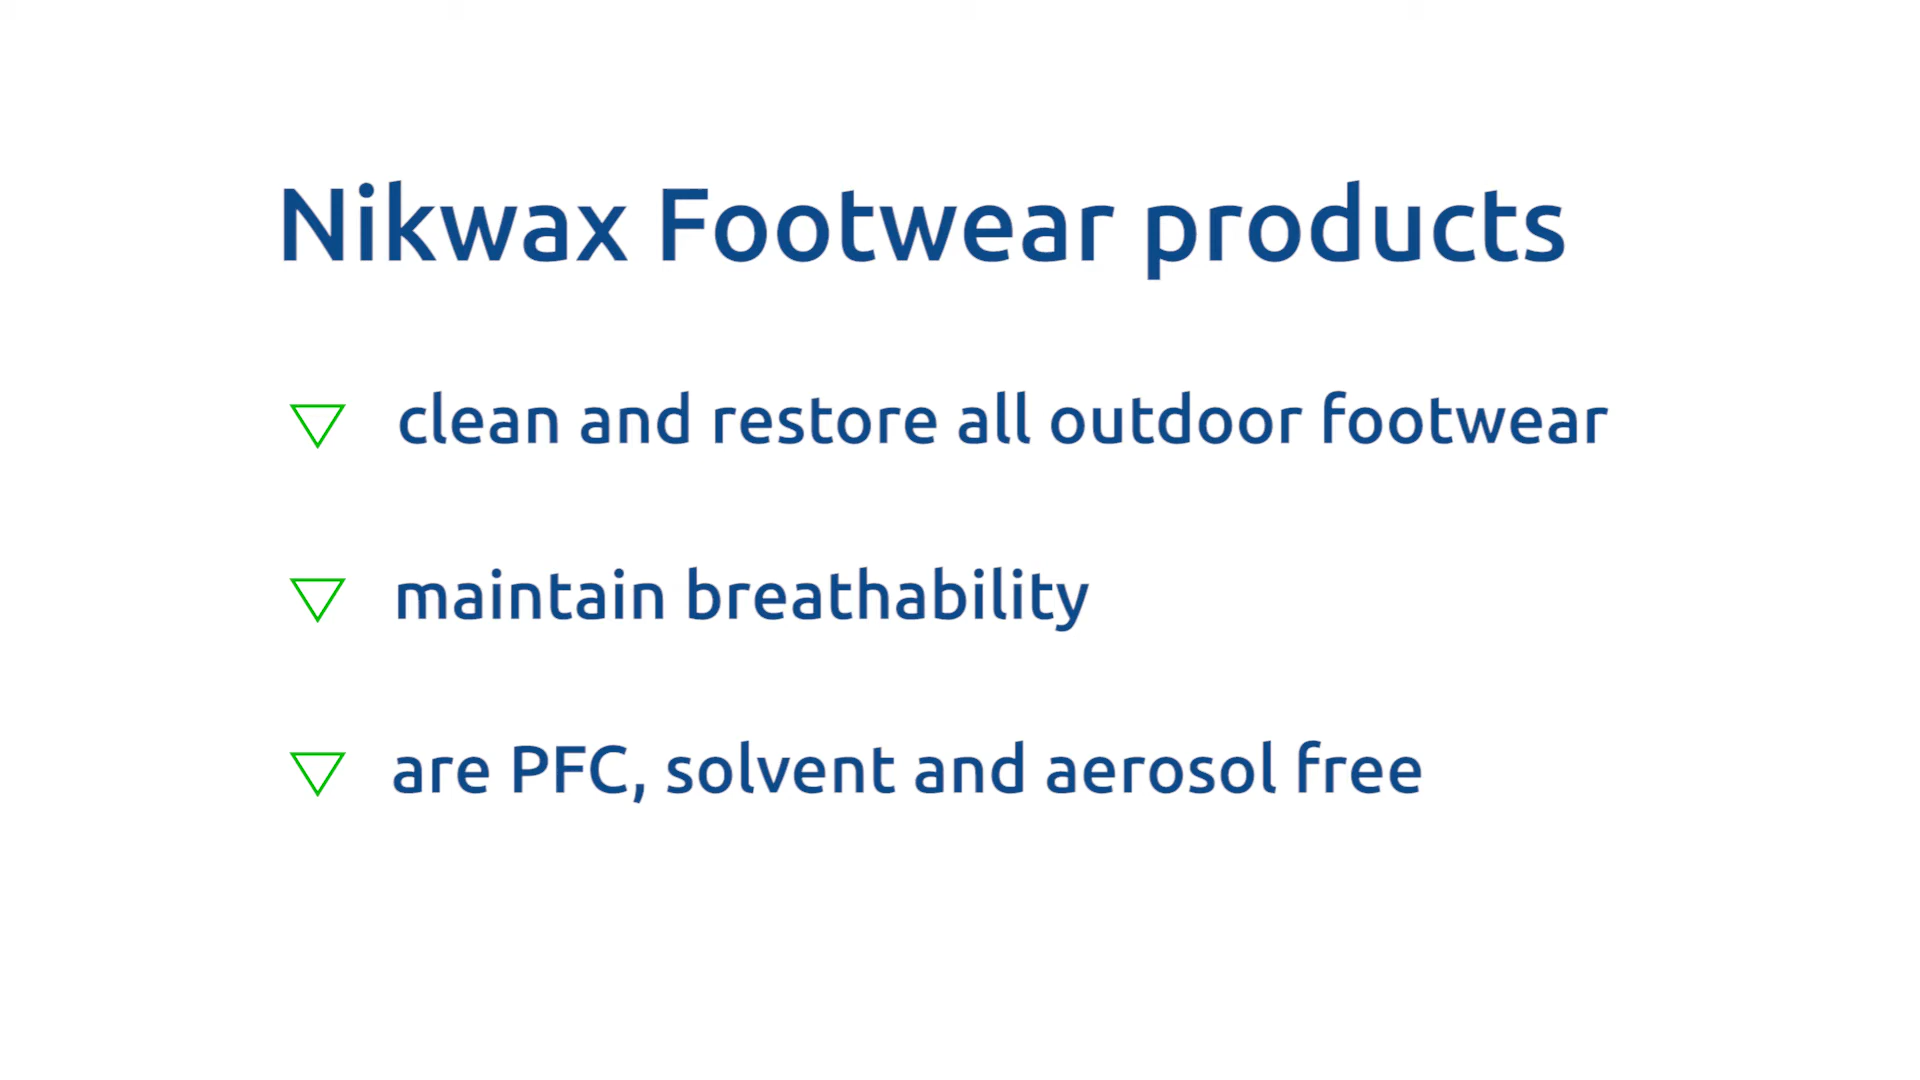 Nikwax Footwear products
clean and restore all outdoor footwear
maintain breathability
are PFC, solvent and aerosol free